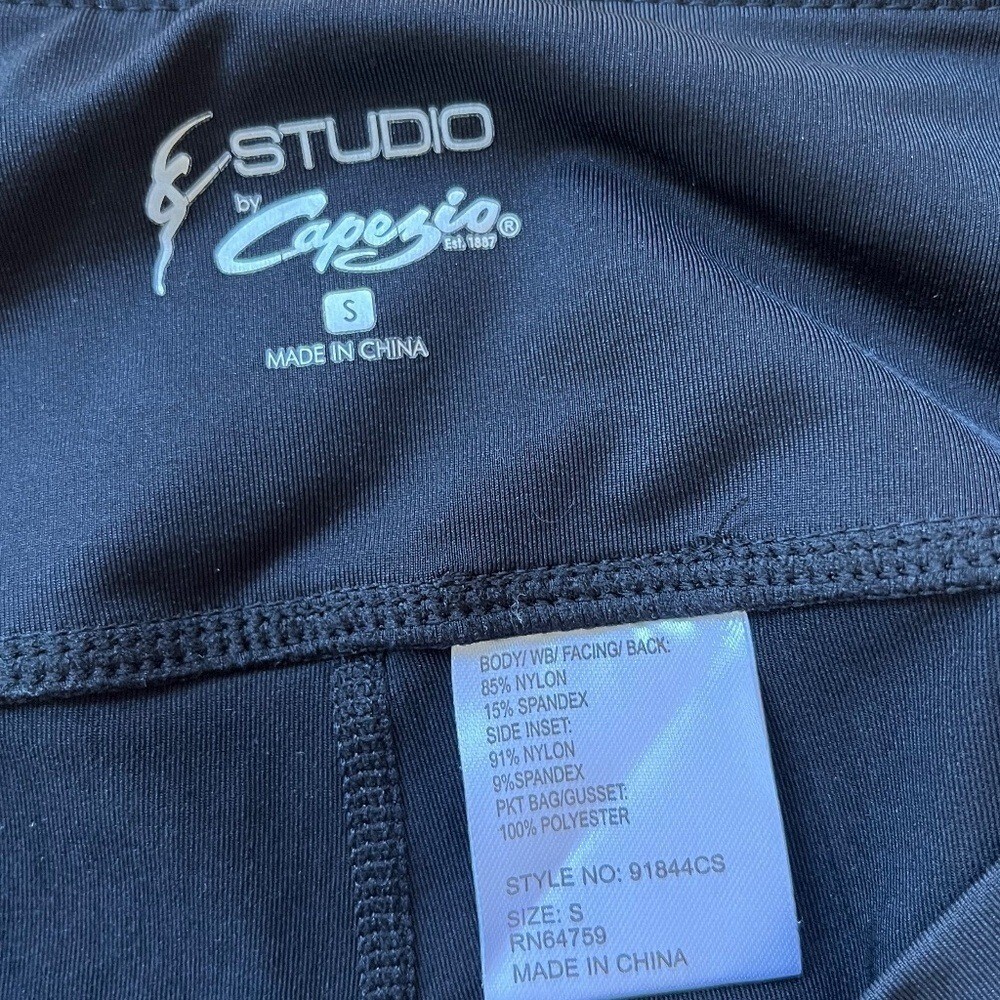 STUDIO
by Capezio®
Est. 1887
S
MADE IN CHINA
BODY/ WB/ FACING/ BACK:
85% NYLON
15% SPANDEX
SIDE INSET:
91% NYLON
9%SPANDEX
PKT BAG/GUSSET:
100% POLYESTER
STYLE NO: 91844CS
SIZE: S
RN64759
MADE IN CHINA